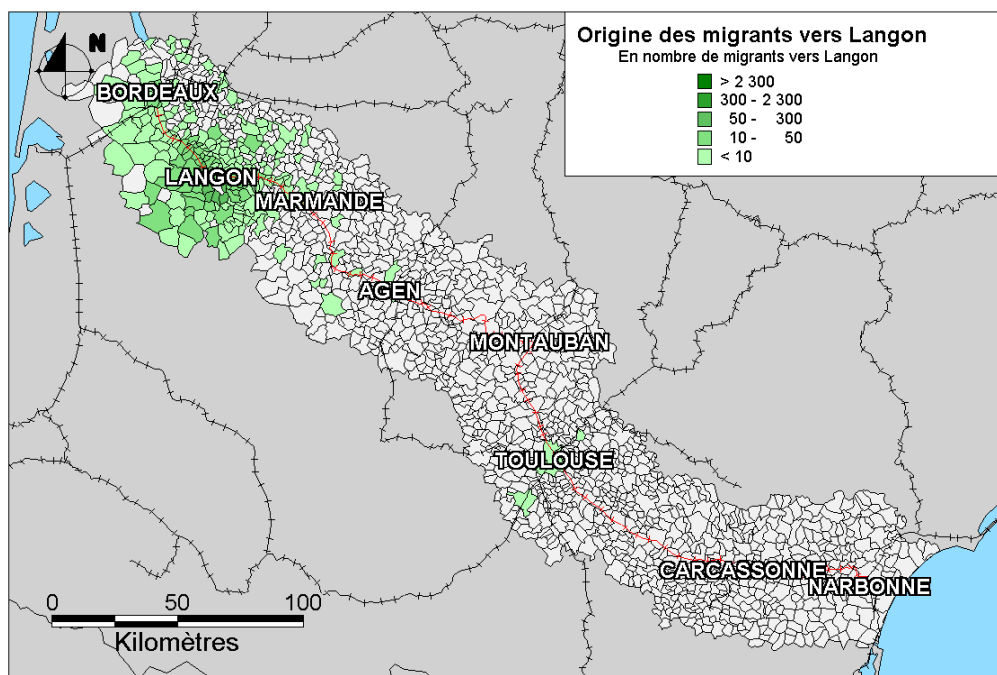 Origine des migrants vers Langon
En nombre de migrants vers Langon
> 2 300
300 - 2 300
50 - 300
10 - 50
< 10
N
BORDEAUX
LANGON
MARMANDE
AGEN
MONTAUBAN
TOULOUSE
CARCASSONNE
NARBONNE
0 50 100
Kilomètres